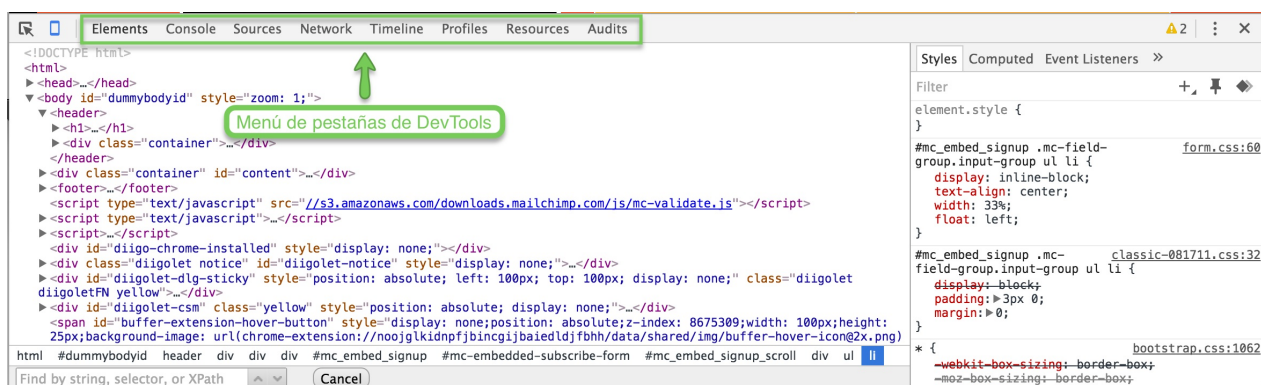 Elements Console Sources Network Timeline Profiles Resources Audits 2
<!DOCTYPE html>
<html>
<head>…</head>
<body id="dummybodyid" style="zoom: 1;">
<header>
<h1>…</h1>
<div class="container">…</div>
</header>
<div class="container" id="content">…</div>
<footer>…</footer>
<script type="text/javascript" src="//s3.amazonaws.com/downloads.mailchimp.com/js/mc-validate.js"></script>
<script type="text/javascript">…</script>
<script>…</script>
<div id="diigo-chrome-installed" style="display: none;"></div>
<div class="diigolet notice" id="diigolet-notice" style="display: none;">…</div>
<div id="diigolet-dlg-sticky" style="position: absolute; left: 100px; top: 100px; display: none;" class="diigolet
diigoletFN yellow">…</div>
<div id="diigolet-csm" class="yellow" style="position: absolute; display: none;">…</div>
<span id="buffer-extension-hover-button" style="display: none;position: absolute;z-index: 8675309;width: 100px;height:
25px;background-image: url(chrome-extension://noojglkidnpfjbincgijbaiedldjfbhh/data/shared/img/buffer-hover-icon@2x.png)
Menú de pestañas de DevTools
html #dummybodyid header div div div #mc_embed_signup #mc-embedded-subscribe-form #mc_embed_signup_scroll div ul li
Find by string, selector, or XPath Cancel
Styles Computed Event Listeners »
Filter
element.style {
}
#mc_embed_signup .mc-field- form.css:60
group.input-group ul li {
display: inline-block;
text-align: center;
width: 33%;
float: left;
}
#mc_embed_signup .mc- classic-081711.css:32
field-group.input-group ul li {
display: block;
padding: 3px 0;
margin: 0;
}
* { bootstrap.css:1062
-webkit-box-sizing: border-box;
-moz-box-sizing: border-box;